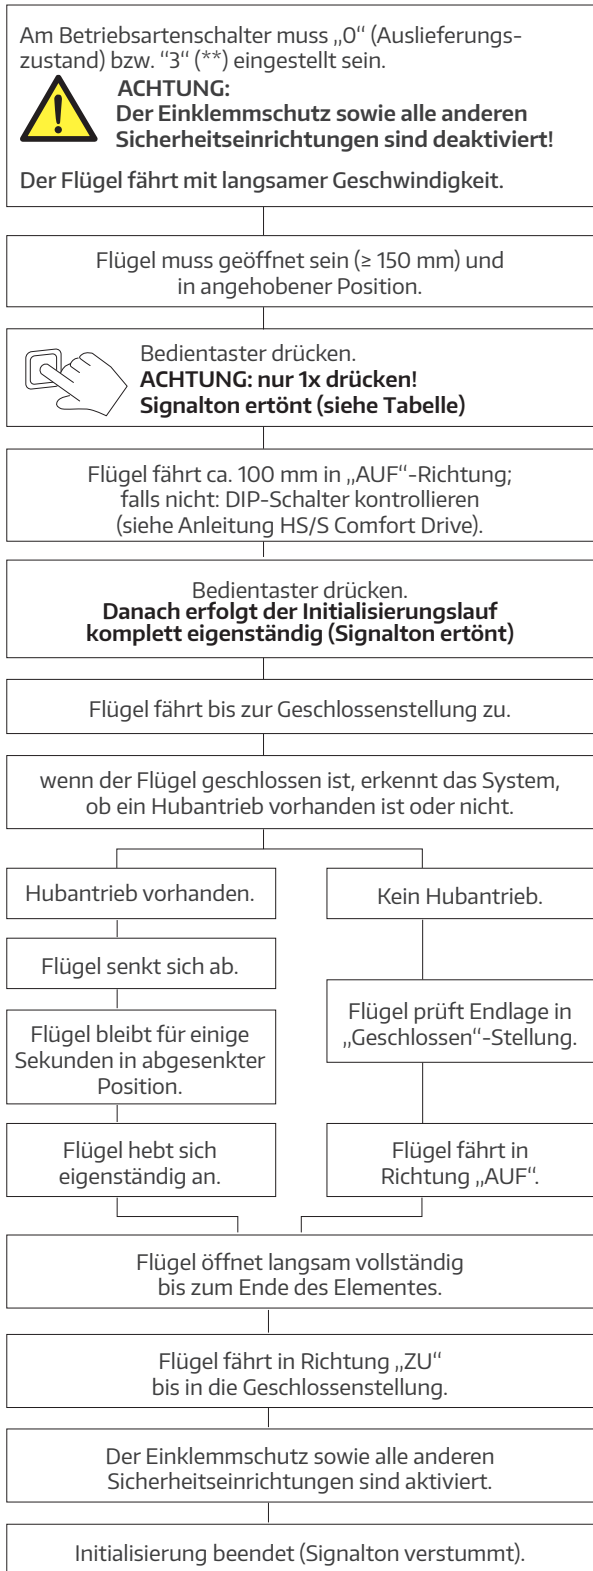 Am Betriebsartenschalter muss „0“ (Auslieferungs-
zustand) bzw. “3“ (**) eingestellt sein.
ACHTUNG:
Der Einklemmschutz sowie alle anderen
Sicherheitseinrichtungen sind deaktiviert!
Der Flügel fährt mit langsamer Geschwindigkeit.
Flügel muss geöffnet sein (≥ 150 mm) und
in angehobener Position.
Bedientaster drücken.
ACHTUNG: nur 1x drücken!
Signalton ertönt (siehe Tabelle)
Flügel fährt ca. 100 mm in „AUF“-Richtung;
falls nicht: DIP-Schalter kontrollieren
(siehe Anleitung HS/S Comfort Drive).
Bedientaster drücken.
Danach erfolgt der Initialisierungslauf
komplett eigenständig (Signalton ertönt)
Flügel fährt bis zur Geschlossenstellung zu.
wenn der Flügel geschlossen ist, erkennt das System,
ob ein Hubantrieb vorhanden ist oder nicht.
Hubantrieb vorhanden.
Flügel senkt sich ab.
Flügel bleibt für einige
Sekunden in abgesenkter
Position.
Flügel hebt sich
eigenständig an.
Kein Hubantrieb.
Flügel prüft Endlage in
„Geschlossen“-Stellung.
Flügel fährt in
Richtung „AUF“.
Flügel öffnet langsam vollständig
bis zum Ende des Elementes.
Flügel fährt in Richtung „ZU“
bis in die Geschlossenstellung.
Der Einklemmschutz sowie alle anderen
Sicherheitseinrichtungen sind aktiviert.
Initialisierung beendet (Signalton verstummt).